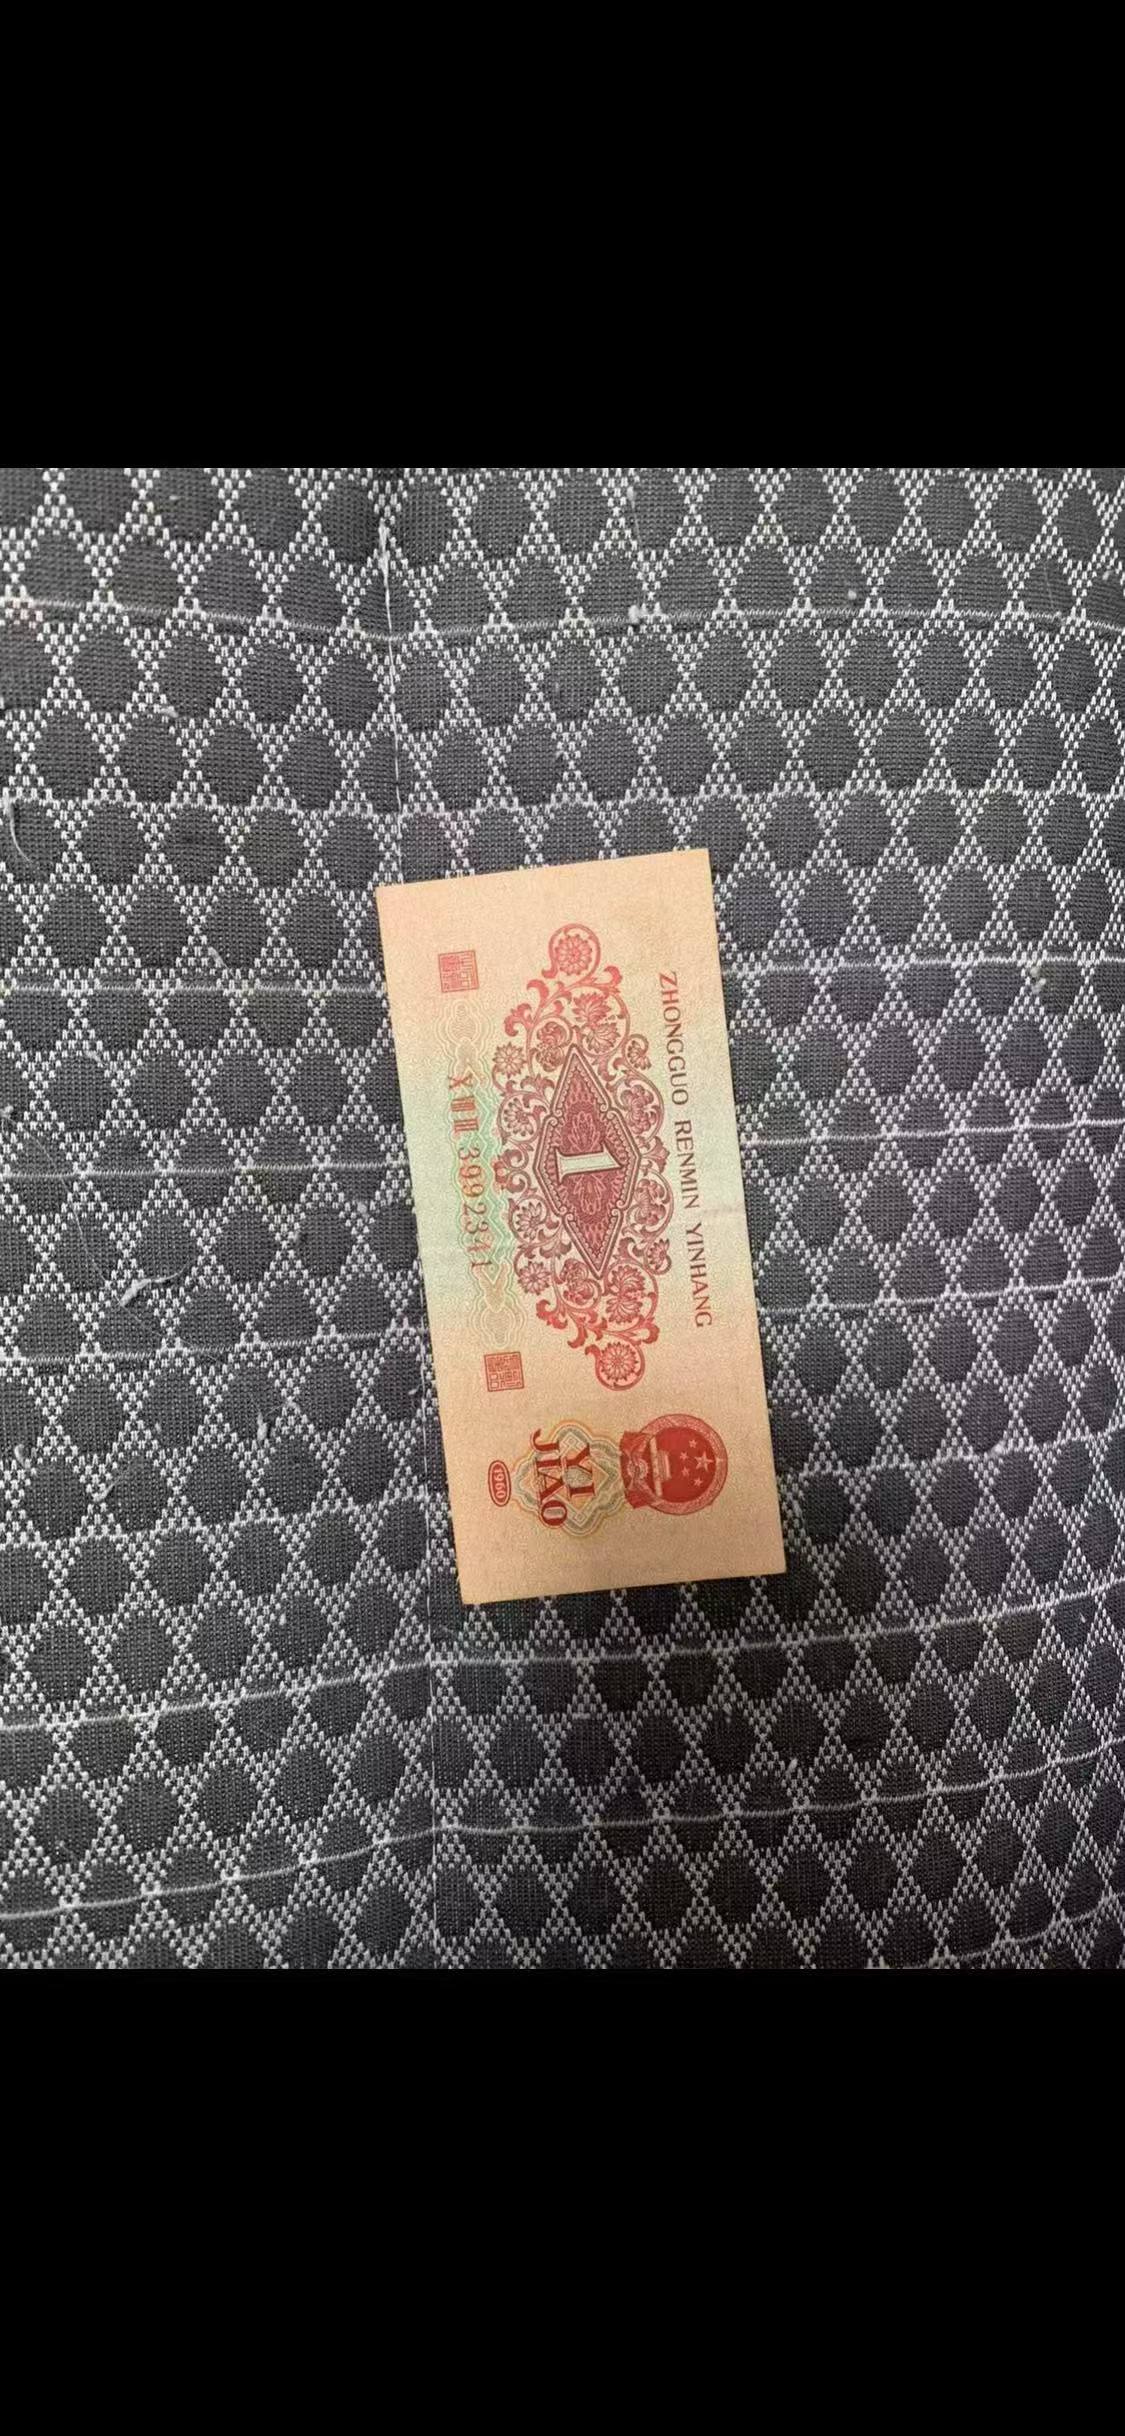 ZHONGGUO RENMIN YINHANG
1
YI
JIAO
1960
3992341